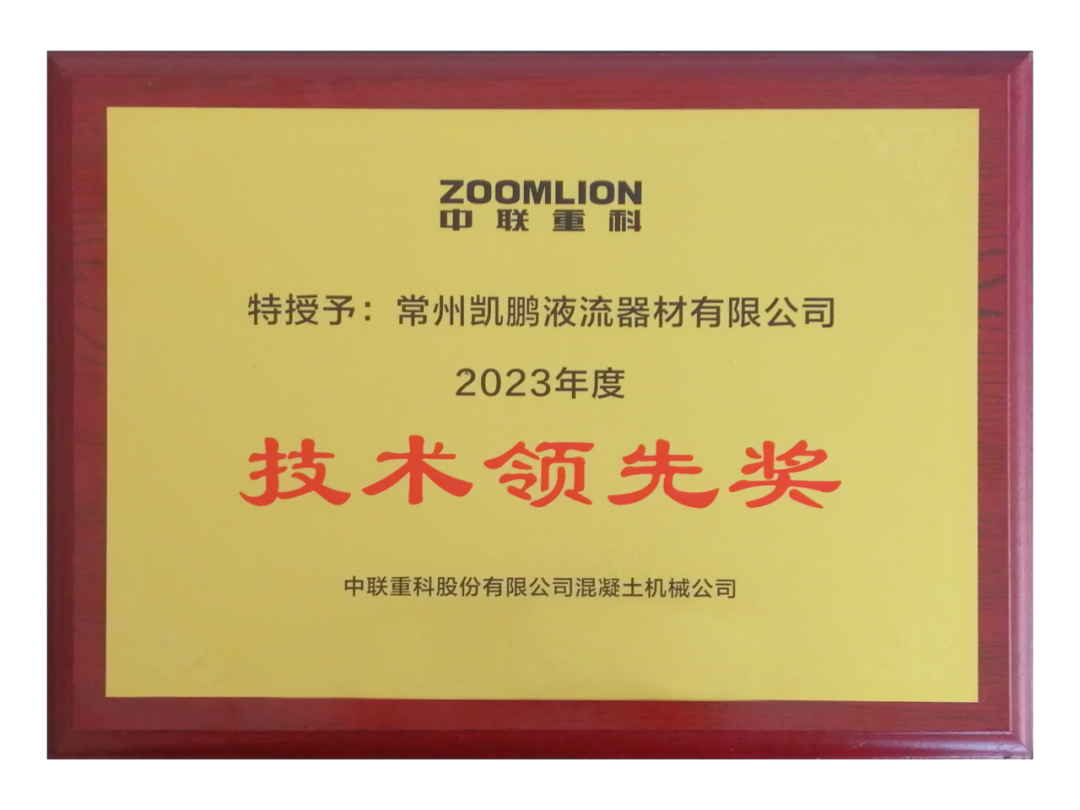 ZOOMLION
中联重科
特授予：常州凯鹏液流器材有限公司
2023年度
技术领先奖
中联重科股份有限公司混凝土机械公司